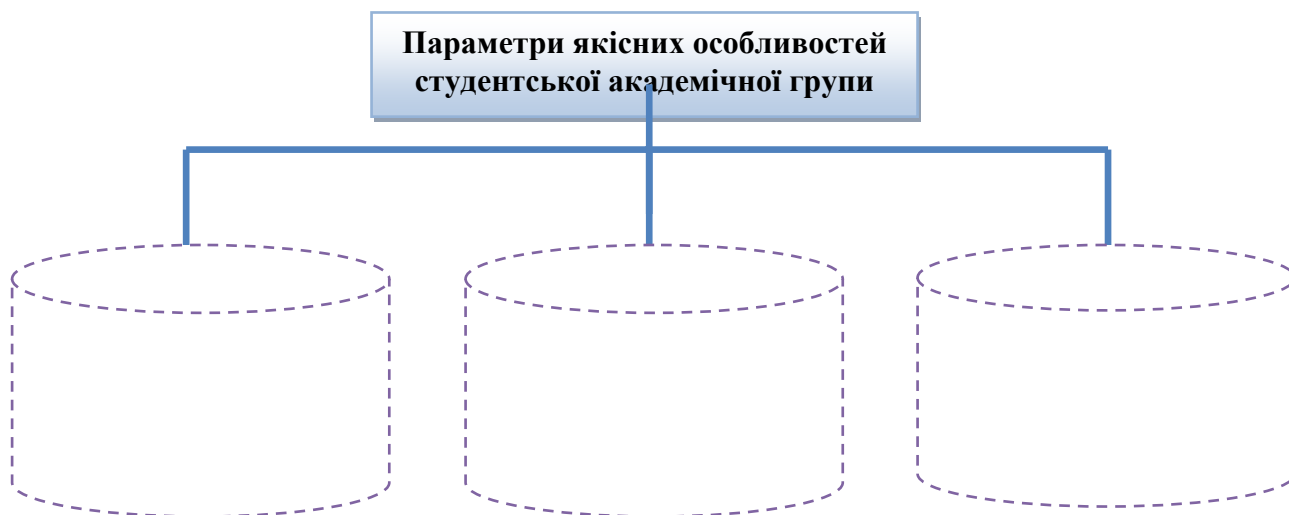 Параметри якісних особливостей
студентської академічної групи